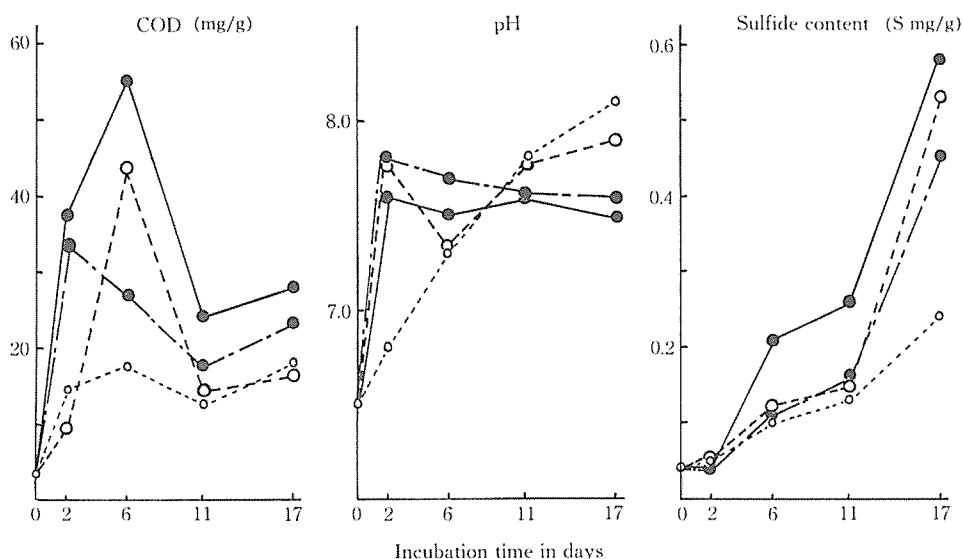 COD (mg/g)
60
40
20
0 2 6 11 17
pH
8.0
7.0
0 2 6 11 17
Sulfide content (S mg/g)
0.6
0.4
0.2
0 2 6 11 17
Incubation time in days